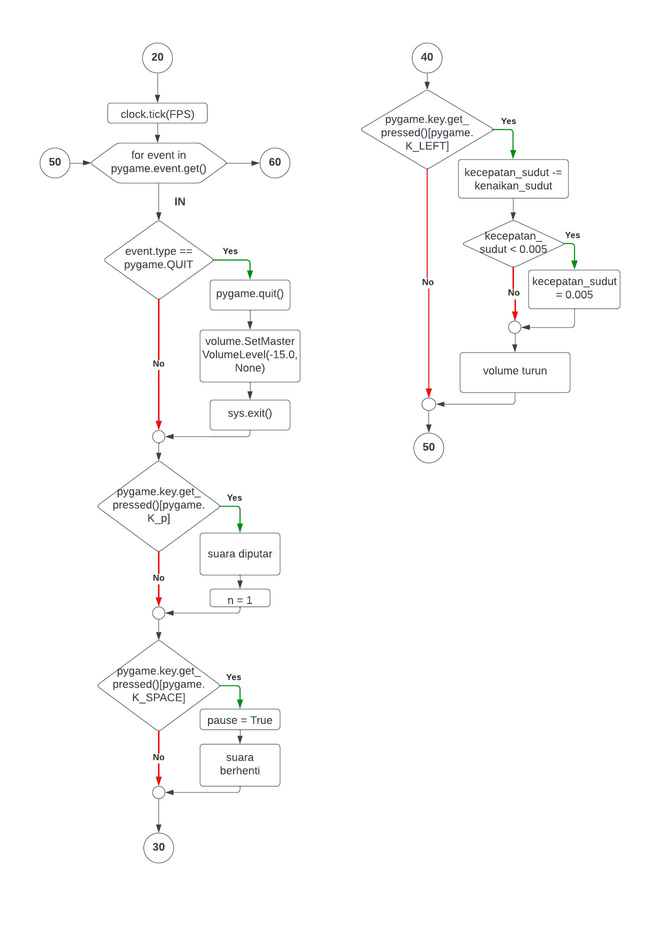 20
clock.tick(FPS)
50
for event in
pygame.event.get()
60
IN
event.type ==
pygame.QUIT
Yes
pygame.quit()
volume.SetMaster
VolumeLevel(-15.0,
None)
No
sys.exit()
pygame.key.get_
pressed()[pygame.
K_p]
Yes
suara diputar
No
n = 1
pygame.key.get_
pressed()[pygame.
K_SPACE]
Yes
pause = True
No
suara
berhenti
30
40
pygame.key.get_
pressed()[pygame.
K_LEFT]
Yes
kecepatan_sudut -=
kenaikan_sudut
kecepatan_
sudut < 0.005
Yes
kecepatan_sudut
= 0.005
No
No
volume turun
50